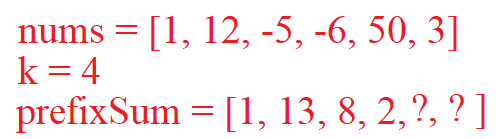 nums = [1, 12, -5, -6, 50, 3]
k = 4
prefixSum = [1, 13, 8, 2,?, ? ]